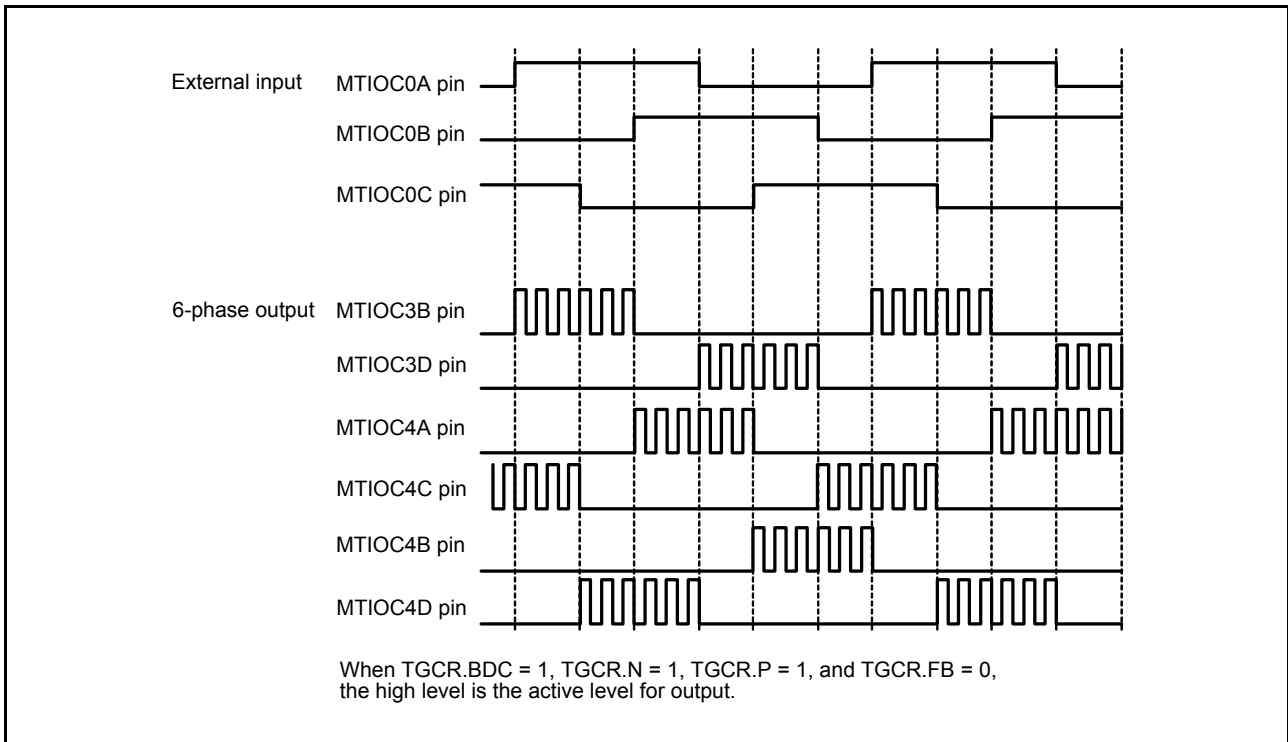 External input MTIOC0A pin
MTIOC0B pin
MTIOC0C pin
6-phase output MTIOC3B pin
MTIOC3D pin
MTIOC4A pin
MTIOC4C pin
MTIOC4B pin
MTIOC4D pin
When TGCR.BDC = 1, TGCR.N = 1, TGCR.P = 1, and TGCR.FB = 0,
the high level is the active level for output.